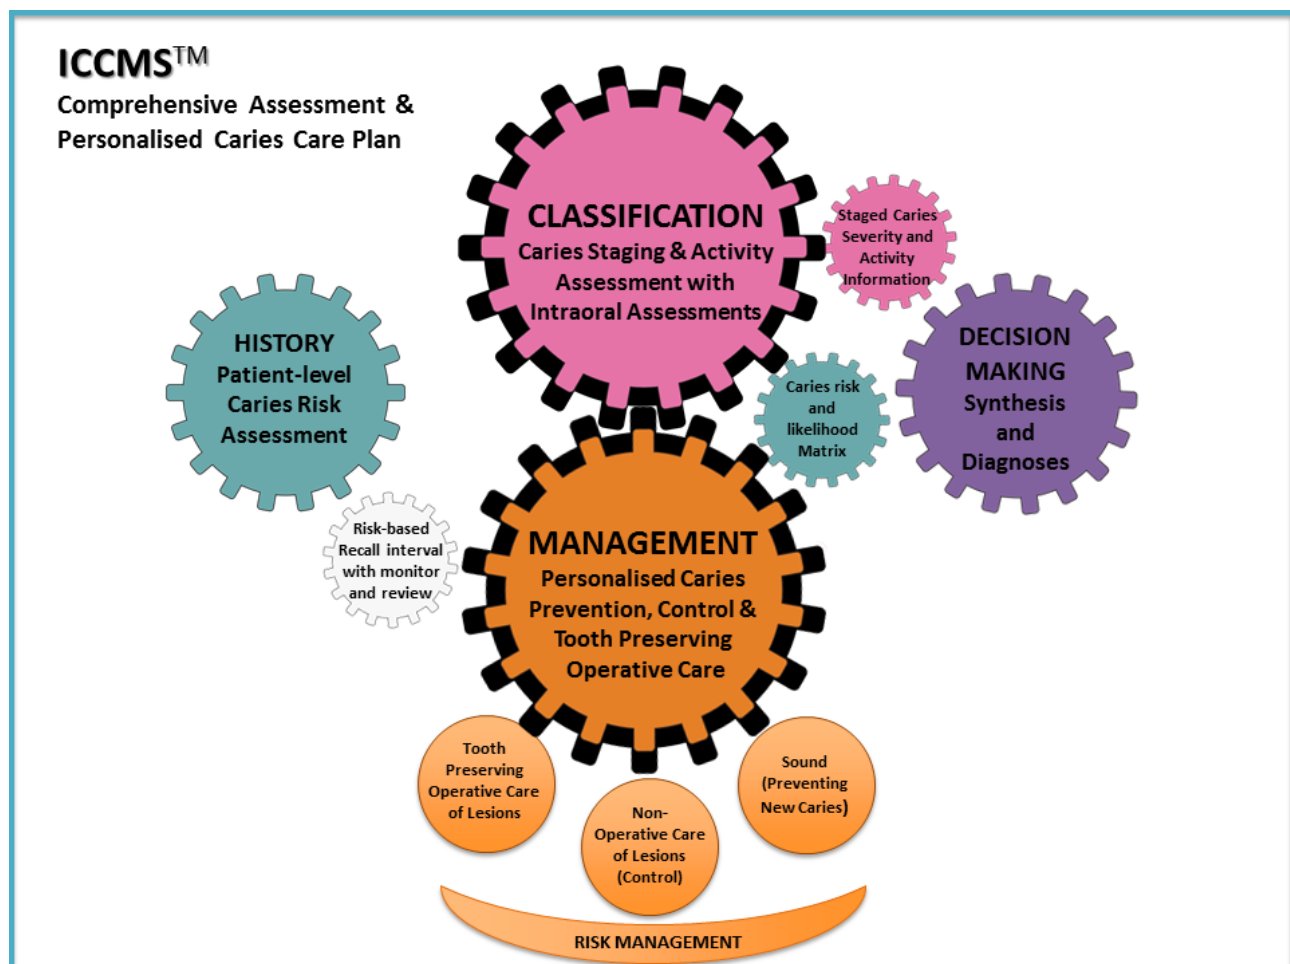 ICCMS™
Comprehensive Assessment &
Personalised Caries Care Plan
CLASSIFICATION
Caries Staging & Activity
Assessment with
Intraoral Assessments
Staged Caries
Severity and
Activity
Information
HISTORY
Patient-level
Caries Risk
Assessment
DECISION
MAKING
Synthesis
and
Diagnoses
Caries risk
and
likelihood
Matrix
Risk-based
Recall interval
with monitor
and review
MANAGEMENT
Personalised Caries
Prevention, Control &
Tooth Preserving
Operative Care
Tooth
Preserving
Operative Care
of Lesions
Non-
Operative Care
of Lesions
(Control)
Sound
(Preventing
New Caries)
RISK MANAGEMENT